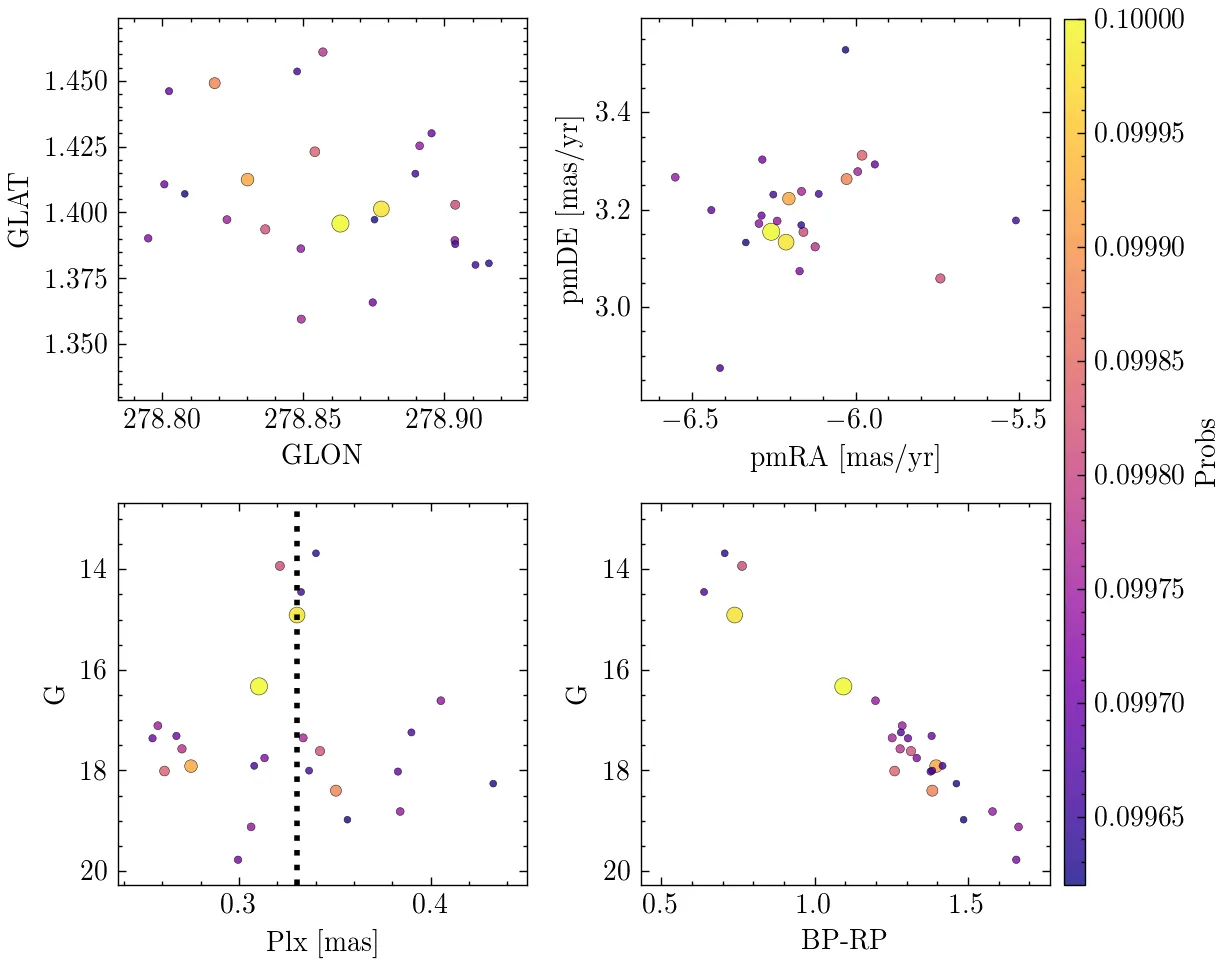 1.450
1.425
1.400
1.375
1.350
GLAT
278.80 278.85 278.90
GLON
3.4
3.2
3.0
pmDE [mas/yr]
−6.5 −6.0 −5.5
pmRA [mas/yr]
14
16
18
20
G
0.3 0.4
Plx [mas]
14
16
18
20
G
0.5 1.0 1.5
BP-RP
0.10000
0.09995
0.09990
0.09985
0.09980
0.09975
0.09970
0.09965
Probs